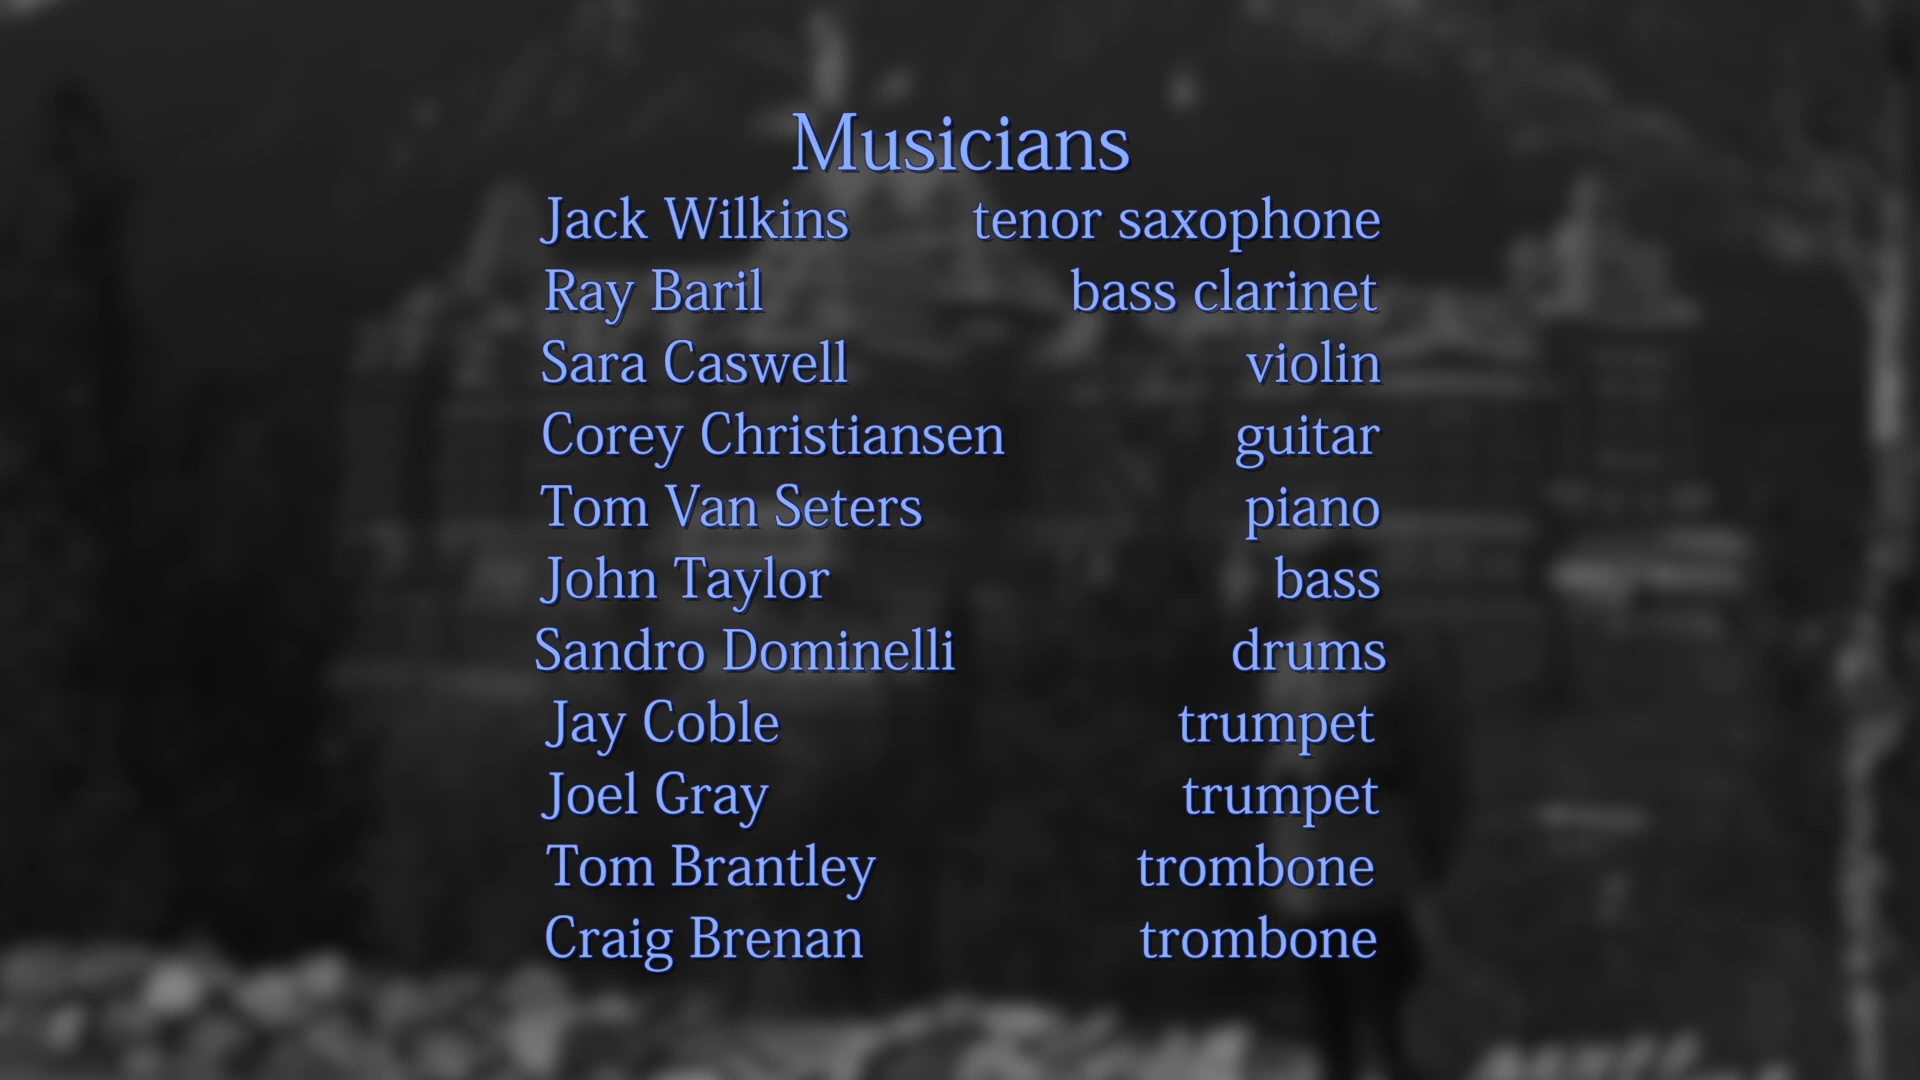 Musicians
Jack Wilkins tenor saxophone
Ray Baril bass clarinet
Sara Caswell violin
Corey Christiansen guitar
Tom Van Seters piano
John Taylor bass
Sandro Dominelli drums
Jay Coble trumpet
Joel Gray trumpet
Tom Brantley trombone
Craig Brenan trombone